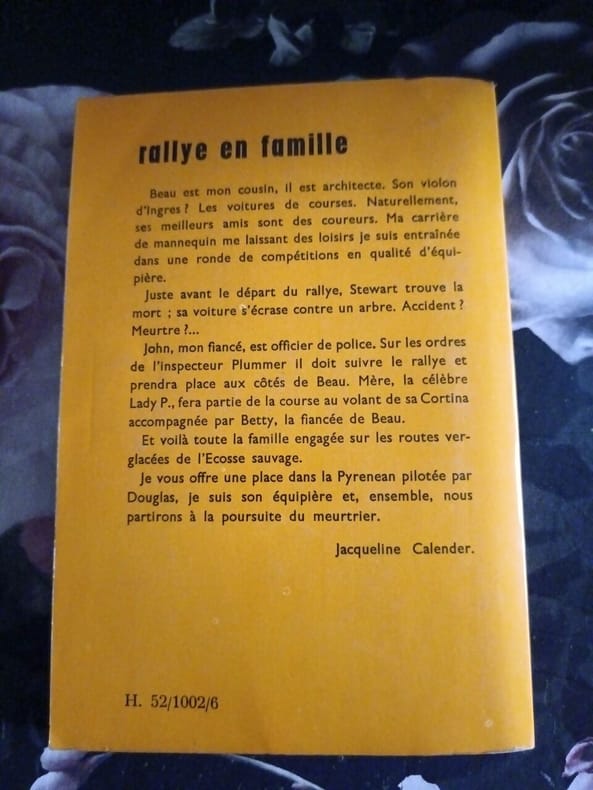 rallye en famille
Beau est mon cousin, il est architecte. Son violon
d'Ingres ? Les voitures de courses. Naturellement,
ses meilleurs amis sont des coureurs. Ma carrière
de mannequin me laissant des loisirs je suis entraînée
dans une ronde de compétitions en qualité d'équi-
pière.
Juste avant le départ du rallye, Stewart trouve la
mort ; sa voiture s'écrase contre un arbre. Accident ?
Meurtre ?...
John, mon fiancé, est officier de police. Sur les ordres
de l'inspecteur Plummer il doit suivre le rallye et
prendra place aux côtés de Beau. Mère, la célèbre
Lady P., fera partie de la course au volant de sa Cortina
accompagnée par Betty, la fiancée de Beau.
Et voilà toute la famille engagée sur les routes ver-
glacées de l'Ecosse sauvage.
Je vous offre une place dans la Pyrenean pilotée par
Douglas, je suis son équipière et, ensemble, nous
partirons à la poursuite du meurtrier.
Jacqueline Calender.
H. 52/1002/6